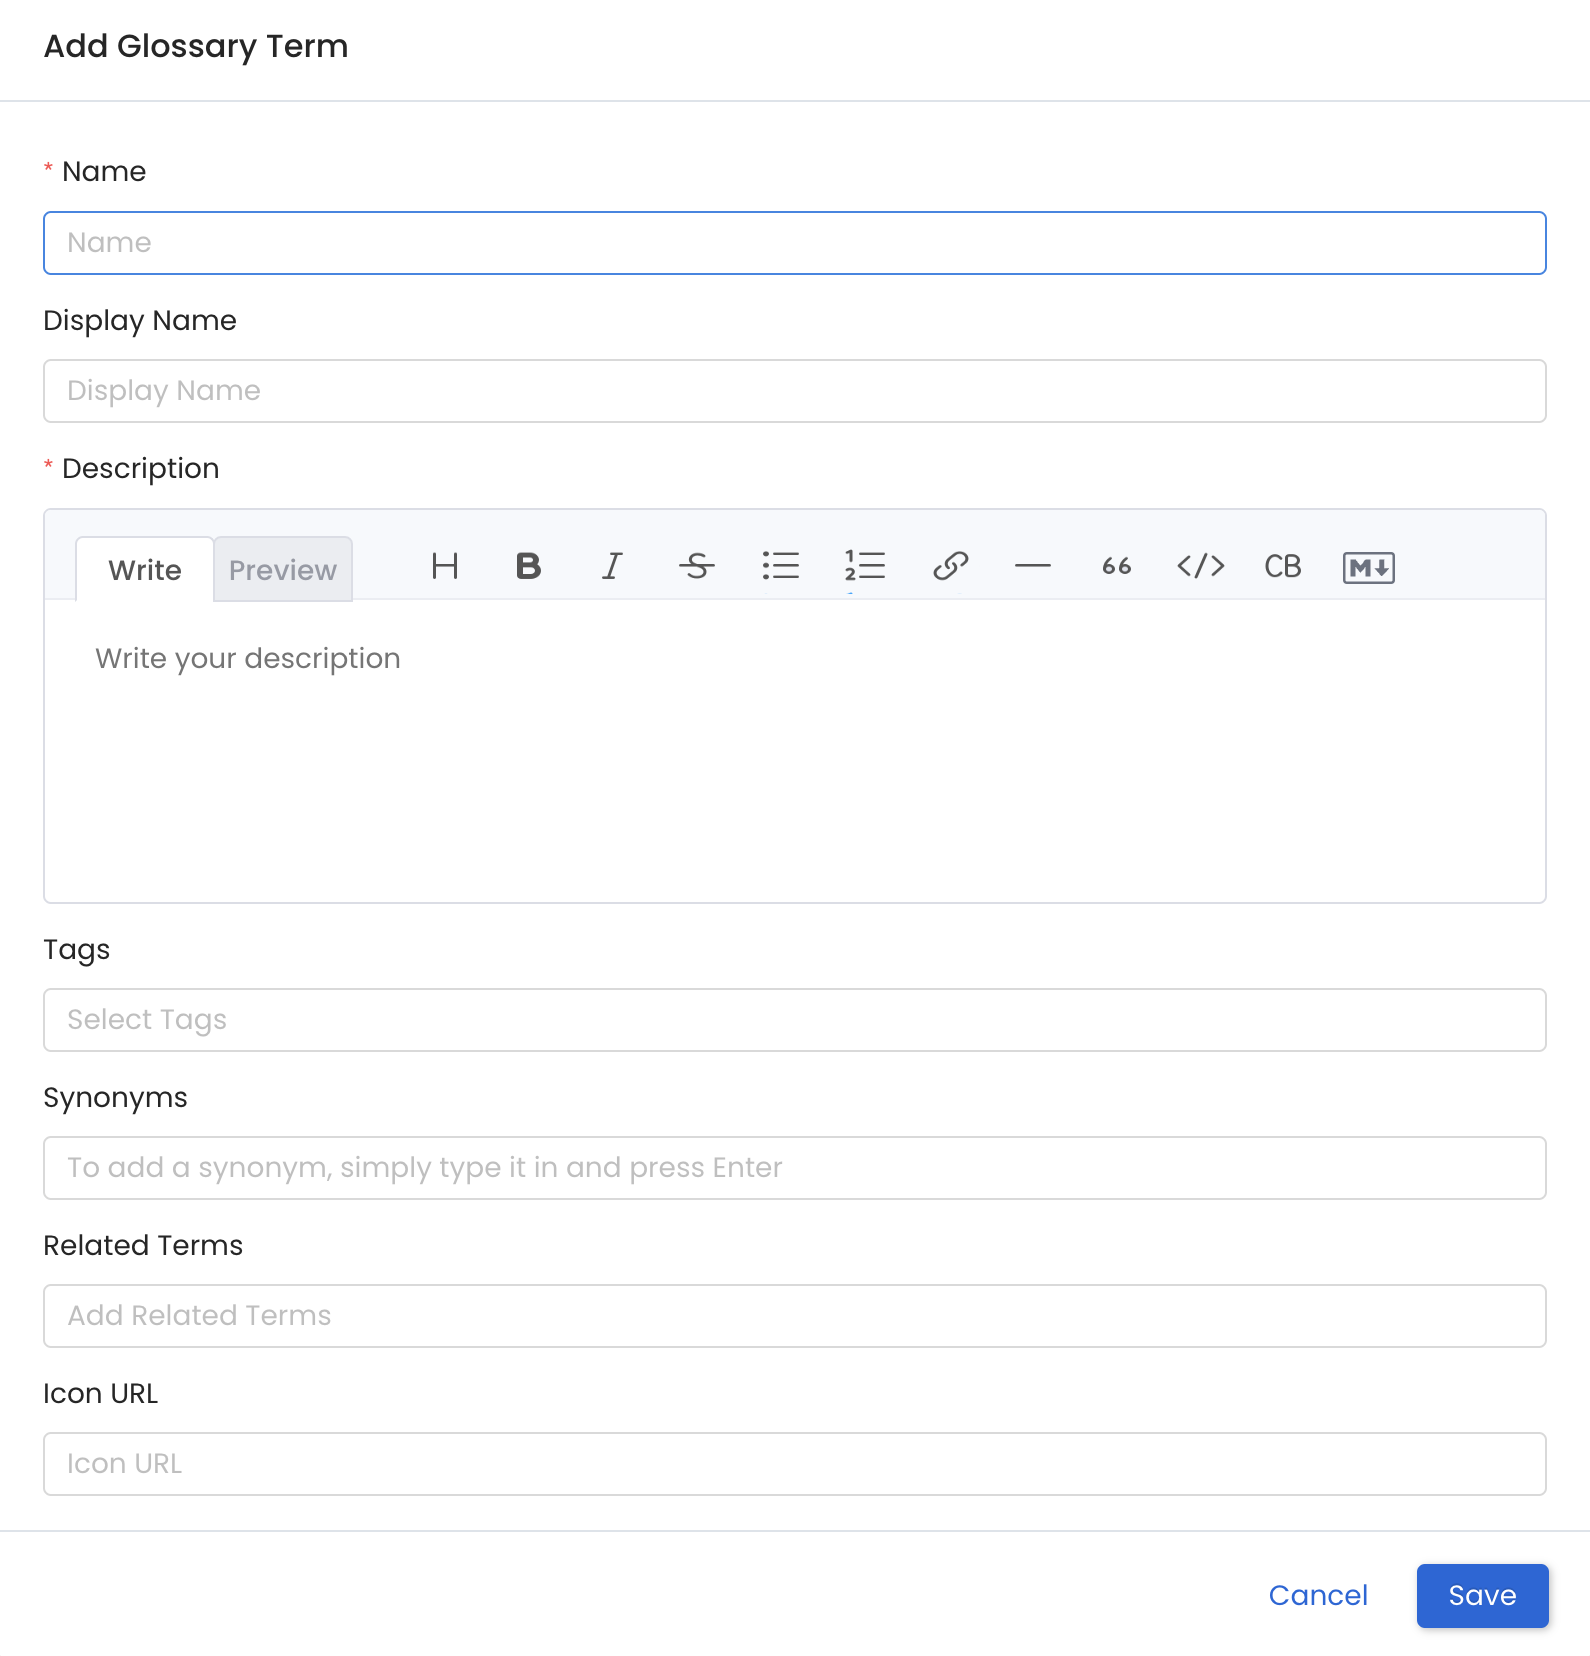 Add Glossary Term
* Name
Name
Display Name
Display Name
* Description
Write Preview H B I S 1 2 66 </> CB M
Write your description
Tags
Select Tags
Synonyms
To add a synonym, simply type it in and press Enter
Related Terms
Add Related Terms
Icon URL
Icon URL
Cancel Save